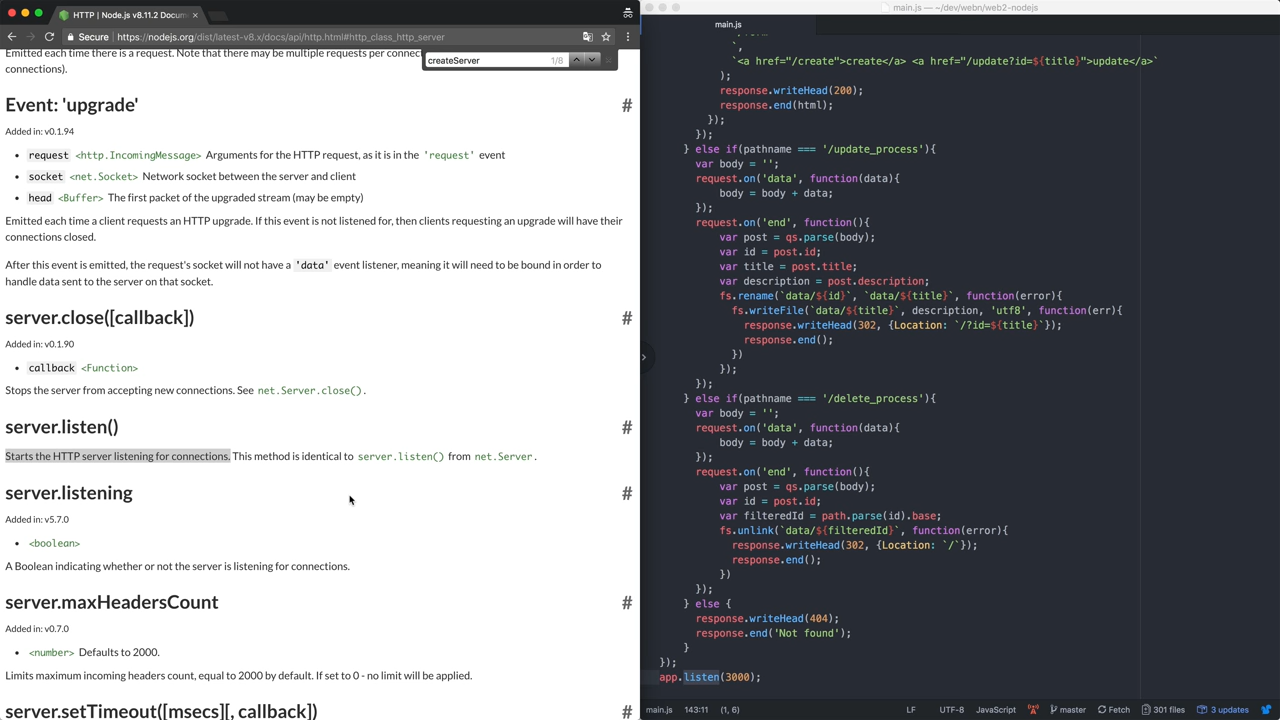 HTTP | Node.js v8.11.2 Docum
Secure
https://nodejs.org/dist/latest-v8.x/docs/api/http.html#http_class_http_server
createServer
1/8
Emitted each time there is a request. Note that there may be multiple requests per connec
connections).
Event: 'upgrade'
#
Added in: v0.1.94
request <http.IncomingMessage> Arguments for the HTTP request, as it is in the 'request' event
socket <net.Socket> Network socket between the server and client
head <Buffer> The first packet of the upgraded stream (may be empty)
Emitted each time a client requests an HTTP upgrade. If this event is not listened for, then clients requesting an upgrade will have their
connections closed.
After this event is emitted, the request's socket will not have a 'data' event listener, meaning it will need to be bound in order to
handle data sent to the server on that socket.
server.close([callback])
#
Added in: v0.1.90
callback <Function>
Stops the server from accepting new connections. See net.Server.close().
server.listen()
#
Starts the HTTP server listening for connections. This method is identical to server.listen() from net.Server.
server.listening
#
Added in: v5.7.0
<boolean>
A Boolean indicating whether or not the server is listening for connections.
server.maxHeadersCount
#
Added in: v0.7.0
<number> Defaults to 2000.
Limits maximum incoming headers count, equal to 2000 by default. If set to 0 - no limit will be applied.
server.setTimeout([msecs][, callback])
#
main.js — ~/dev/webn/web2-nodejs
main.js
`,
`<a href="/create">create</a> <a href="/update?id=${title}">update</a>`
);
response.writeHead(200);
response.end(html);
});
});
} else if(pathname === '/update_process'){
var body = '';
request.on('data', function(data){
body = body + data;
});
request.on('end', function(){
var post = qs.parse(body);
var id = post.id;
var title = post.title;
var description = post.description;
fs.rename(`data/${id}`, `data/${title}`, function(error){
fs.writeFile(`data/${title}`, description, 'utf8', function(err){
response.writeHead(302, {Location: `/?id=${title}`});
response.end();
})
});
});
} else if(pathname === '/delete_process'){
var body = '';
request.on('data', function(data){
body = body + data;
});
request.on('end', function(){
var post = qs.parse(body);
var id = post.id;
var filteredId = path.parse(id).base;
fs.unlink(`data/${filteredId}`, function(error){
response.writeHead(302, {Location: `/`});
response.end();
})
});
} else {
response.writeHead(404);
response.end('Not found');
}
});
app.listen(3000);
main.js 143:11 (1, 6) LF UTF-8 JavaScript master Fetch 301 files 3 updates